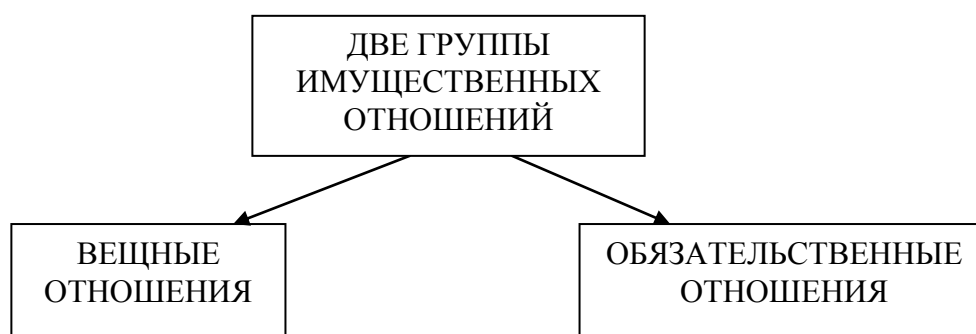 ДВЕ ГРУППЫ
ИМУЩЕСТВЕННЫХ
ОТНОШЕНИЙ
ВЕЩНЫЕ
ОТНОШЕНИЯ
ОБЯЗАТЕЛЬСТВЕННЫЕ
ОТНОШЕНИЯ